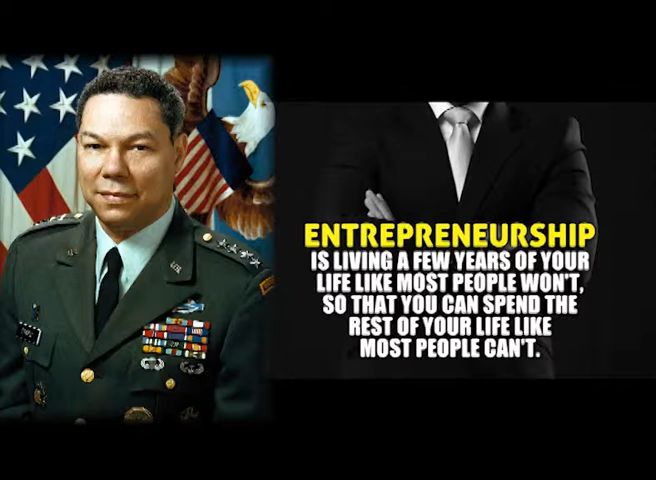 ENTREPRENEURSHIP
IS LIVING A FEW YEARS OF YOUR
LIFE LIKE MOST PEOPLE WON'T,
SO THAT YOU CAN SPEND THE
REST OF YOUR LIFE LIKE
MOST PEOPLE CAN'T.